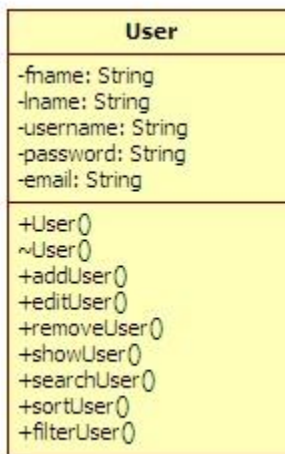 User
-fname: String
-lname: String
-username: String
-password: String
-email: String
+User()
~User()
+addUser()
+editUser()
+removeUser()
+showUser()
+searchUser()
+sortUser()
+filterUser()